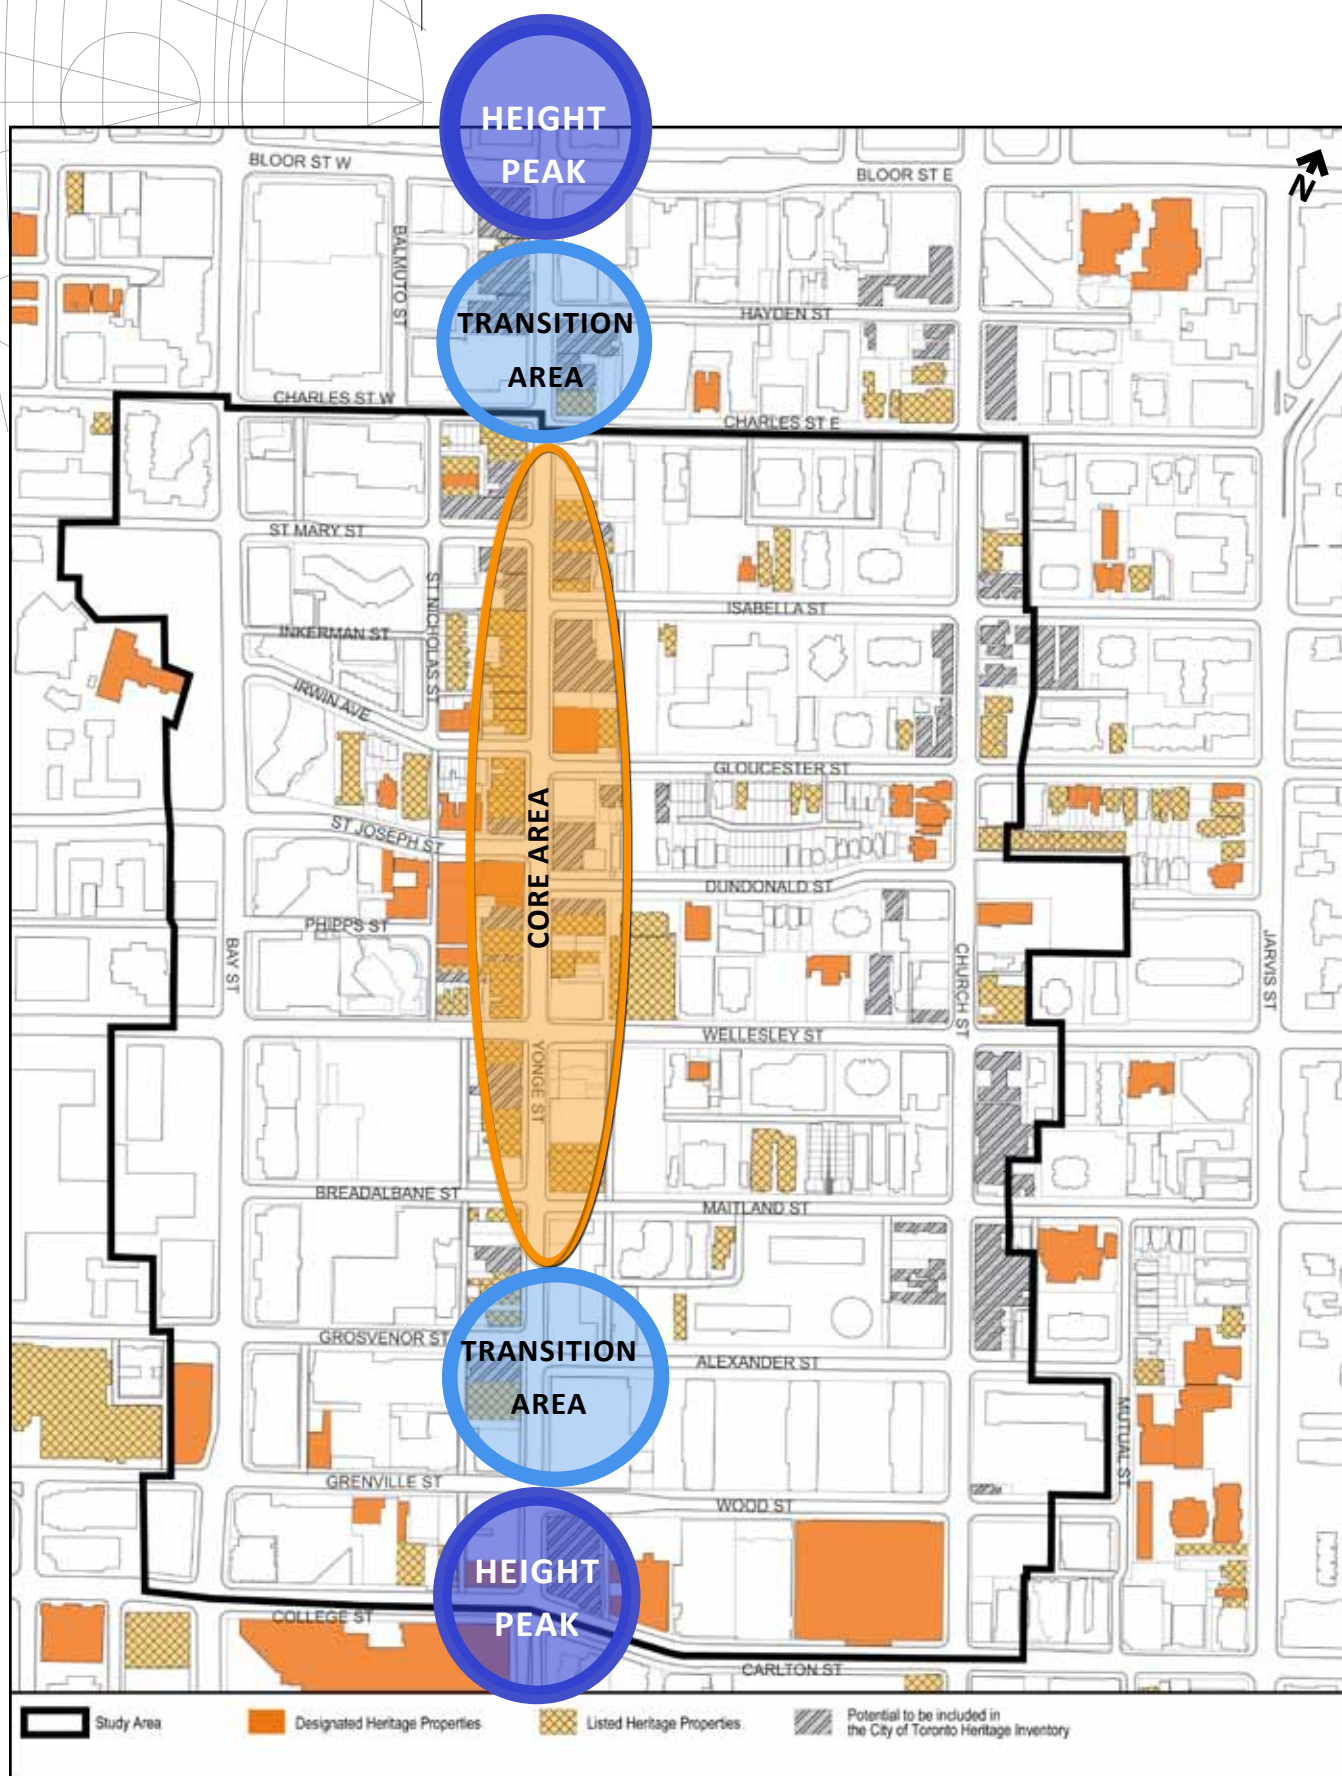 HEIGHT
PEAK
BLOOR ST W
BLOOR ST E
N
BALMUTO ST
TRANSITION
AREA
HAYDEN ST
CHARLES ST W
CHARLES ST E
ST MARY ST
ST NICHOLAS ST
ISABELLA ST
INKERMAN ST
IRWIN AVE
GLOUCESTER ST
CORE AREA
ST JOSEPH ST
DUNDONALD ST
PHIPPS ST
BAY ST
CHURCH ST
JARVIS ST
WELLESLEY ST
YONGE ST
BREADALBANE ST
MAITLAND ST
GROSVENOR ST
TRANSITION
AREA
ALEXANDER ST
MUTUAL ST
GRENVILLE ST
WOOD ST
HEIGHT
PEAK
COLLEGE ST
CARLTON ST
Study Area
Designated Heritage Properties
Listed Heritage Properties
Potential to be included in
the City of Toronto Heritage Inventory